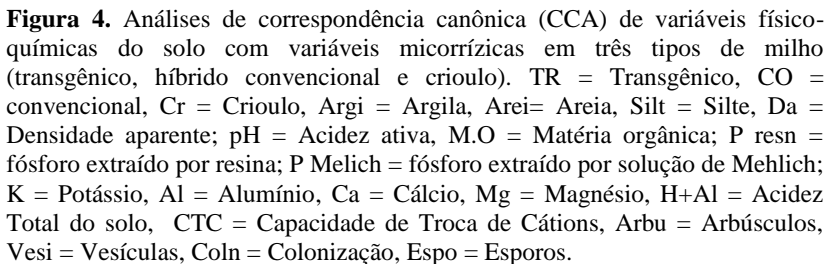 Figura 4. Análises de correspondência canônica (CCA) de variáveis físico-
químicas do solo com variáveis micorrízicas em três tipos de milho
(transgênico, híbrido convencional e crioulo). TR = Transgênico, CO =
convencional, Cr = Crioulo, Argi = Argila, Arei= Areia, Silt = Silte, Da =
Densidade aparente; pH = Acidez ativa, M.O = Matéria orgânica; P resn =
fósforo extraído por resina; P Melich = fósforo extraído por solução de Mehlich;
K = Potássio, Al = Alumínio, Ca = Cálcio, Mg = Magnésio, H+Al = Acidez
Total do solo, CTC = Capacidade de Troca de Cátions, Arbu = Arbúsculos,
Vesi = Vesículas, Coln = Colonização, Espo = Esporos.